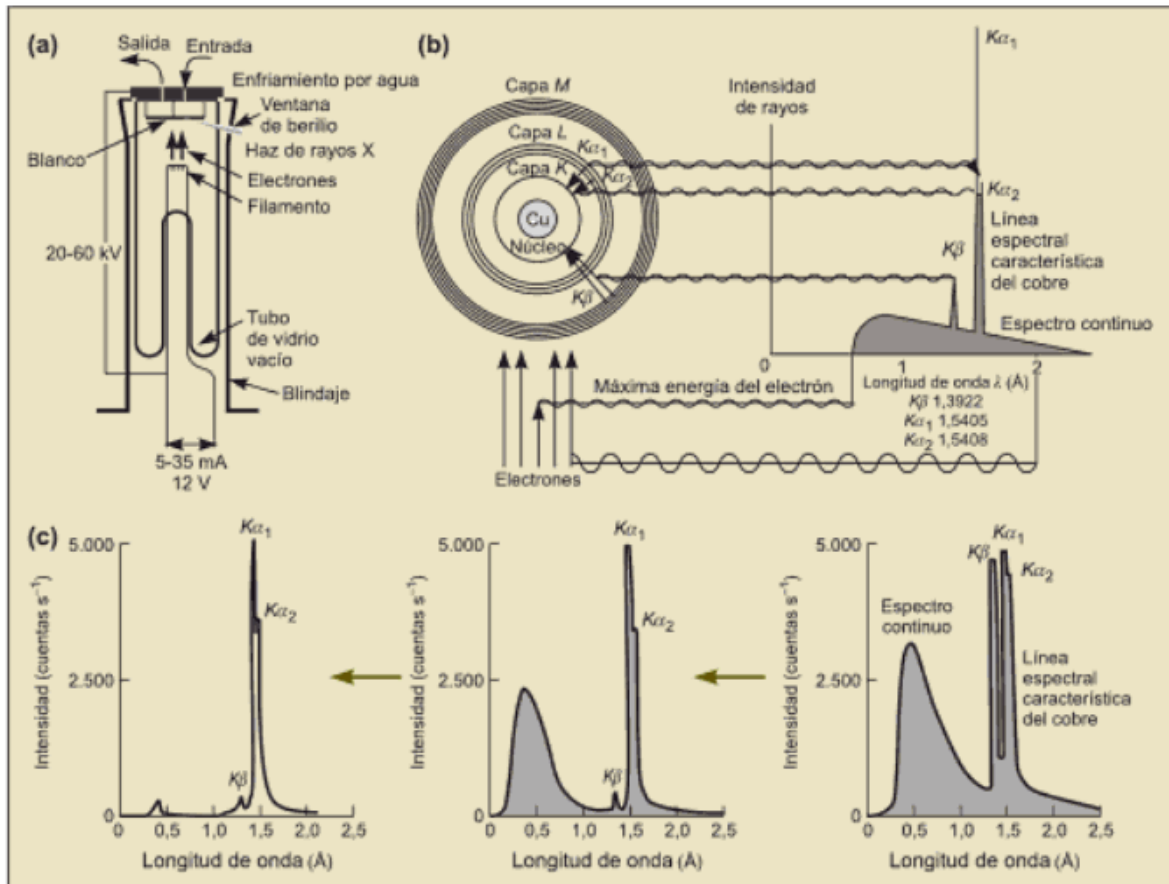 (a)
Salida
Entrada
Enfriamiento por agua
Ventana
de berilio
Blanco
Haz de rayos X
Electrones
Filamento
20-60 kV
Tubo
de vidrio
vacío
Blindaje
5-35 mA
12 V
(b)
Capa M
Capa L
Capa K
Kα1
Kα2
Cu
Núcleo
Kβ
Intensidad
de rayos
Kα1
Kα2
Línea
espectral
característica
del cobre
Kβ
Espectro continuo
0
1
2
Máxima energía del electrón
Longitud de onda λ (Å)
Kβ 1,3922
Kα1 1,5405
Kα2 1,5408
Electrones
(c)
Kα1
5.000
Kα2
2.500
Kβ
0
0 0,5 1,0 1,5 2,5
Intensidad (cuentas s⁻¹)
Longitud de onda (Å)
Kα1
5.000
Kα2
2.500
Kβ
0
0 0,5 1,0 1,5 2,5
Intensidad (cuentas s⁻¹)
Longitud de onda (Å)
Kα1
5.000
Kβ
Kα2
Espectro
continuo
2.500
Línea
espectral
característica
del cobre
0
0 0,5 1,0 1,5 2,0 2,5
Intensidad (cuentas s⁻¹)
Longitud de onda (Å)